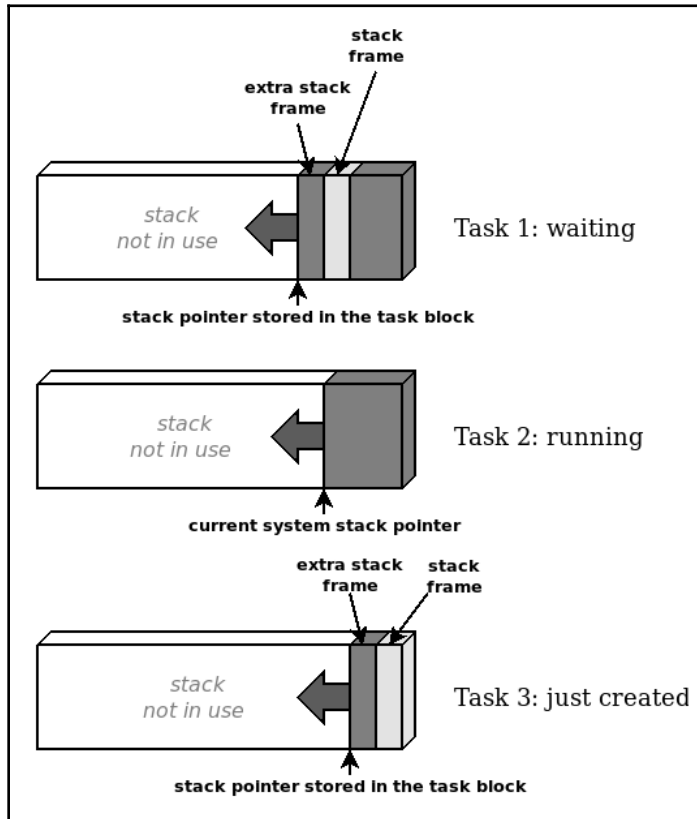 stack
frame
extra stack
frame
stack
not in use
Task 1: waiting
stack pointer stored in the task block
stack
not in use
Task 2: running
current system stack pointer
extra stack
frame
stack
frame
stack
not in use
Task 3: just created
stack pointer stored in the task block